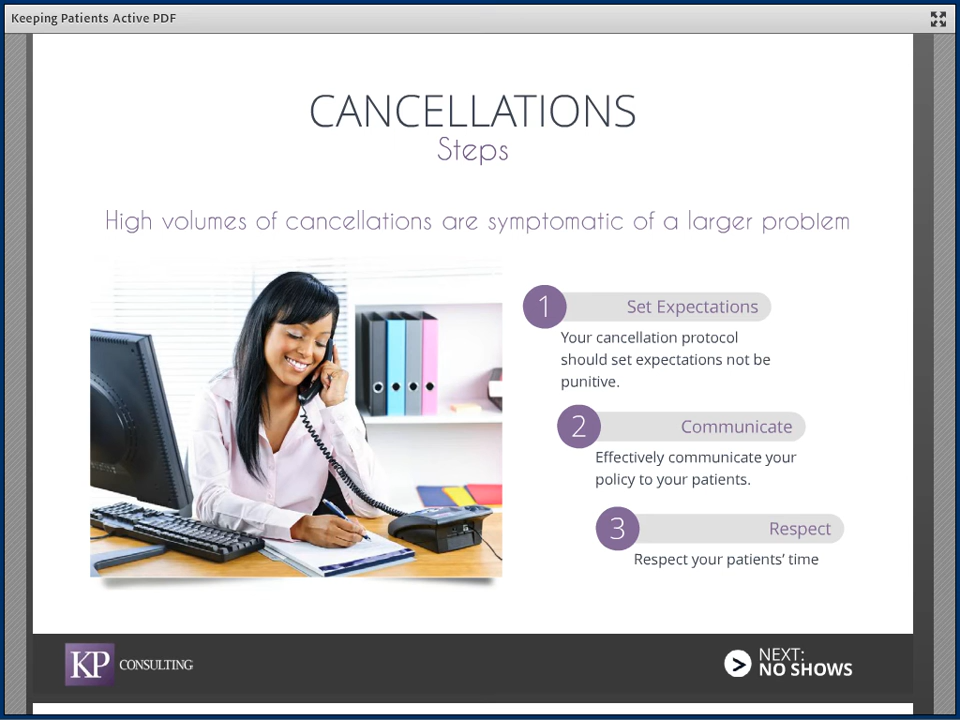 Keeping Patients Active PDF
CANCELLATIONS
Steps
High volumes of cancellations are symptomatic of a larger problem
1 Set Expectations
Your cancellation protocol
should set expectations not be
punitive.
2 Communicate
Effectively communicate your
policy to your patients.
3 Respect
Respect your patients' time
KP CONSULTING
NEXT:
NO SHOWS